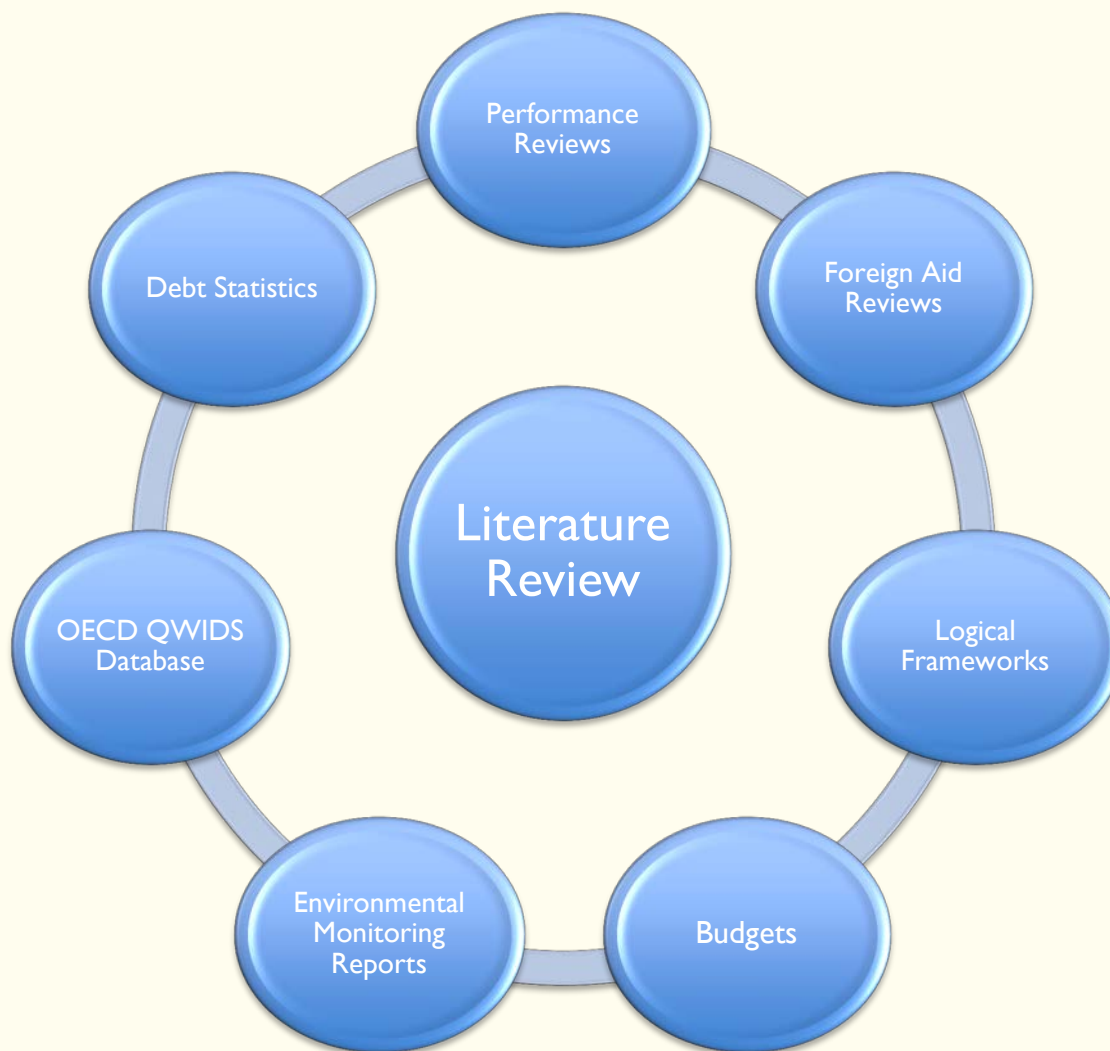 Performance
Reviews
Foreign Aid
Reviews
Logical
Frameworks
Budgets
Environmental
Monitoring
Reports
OECD QWIDS
Database
Debt Statistics
Literature
Review